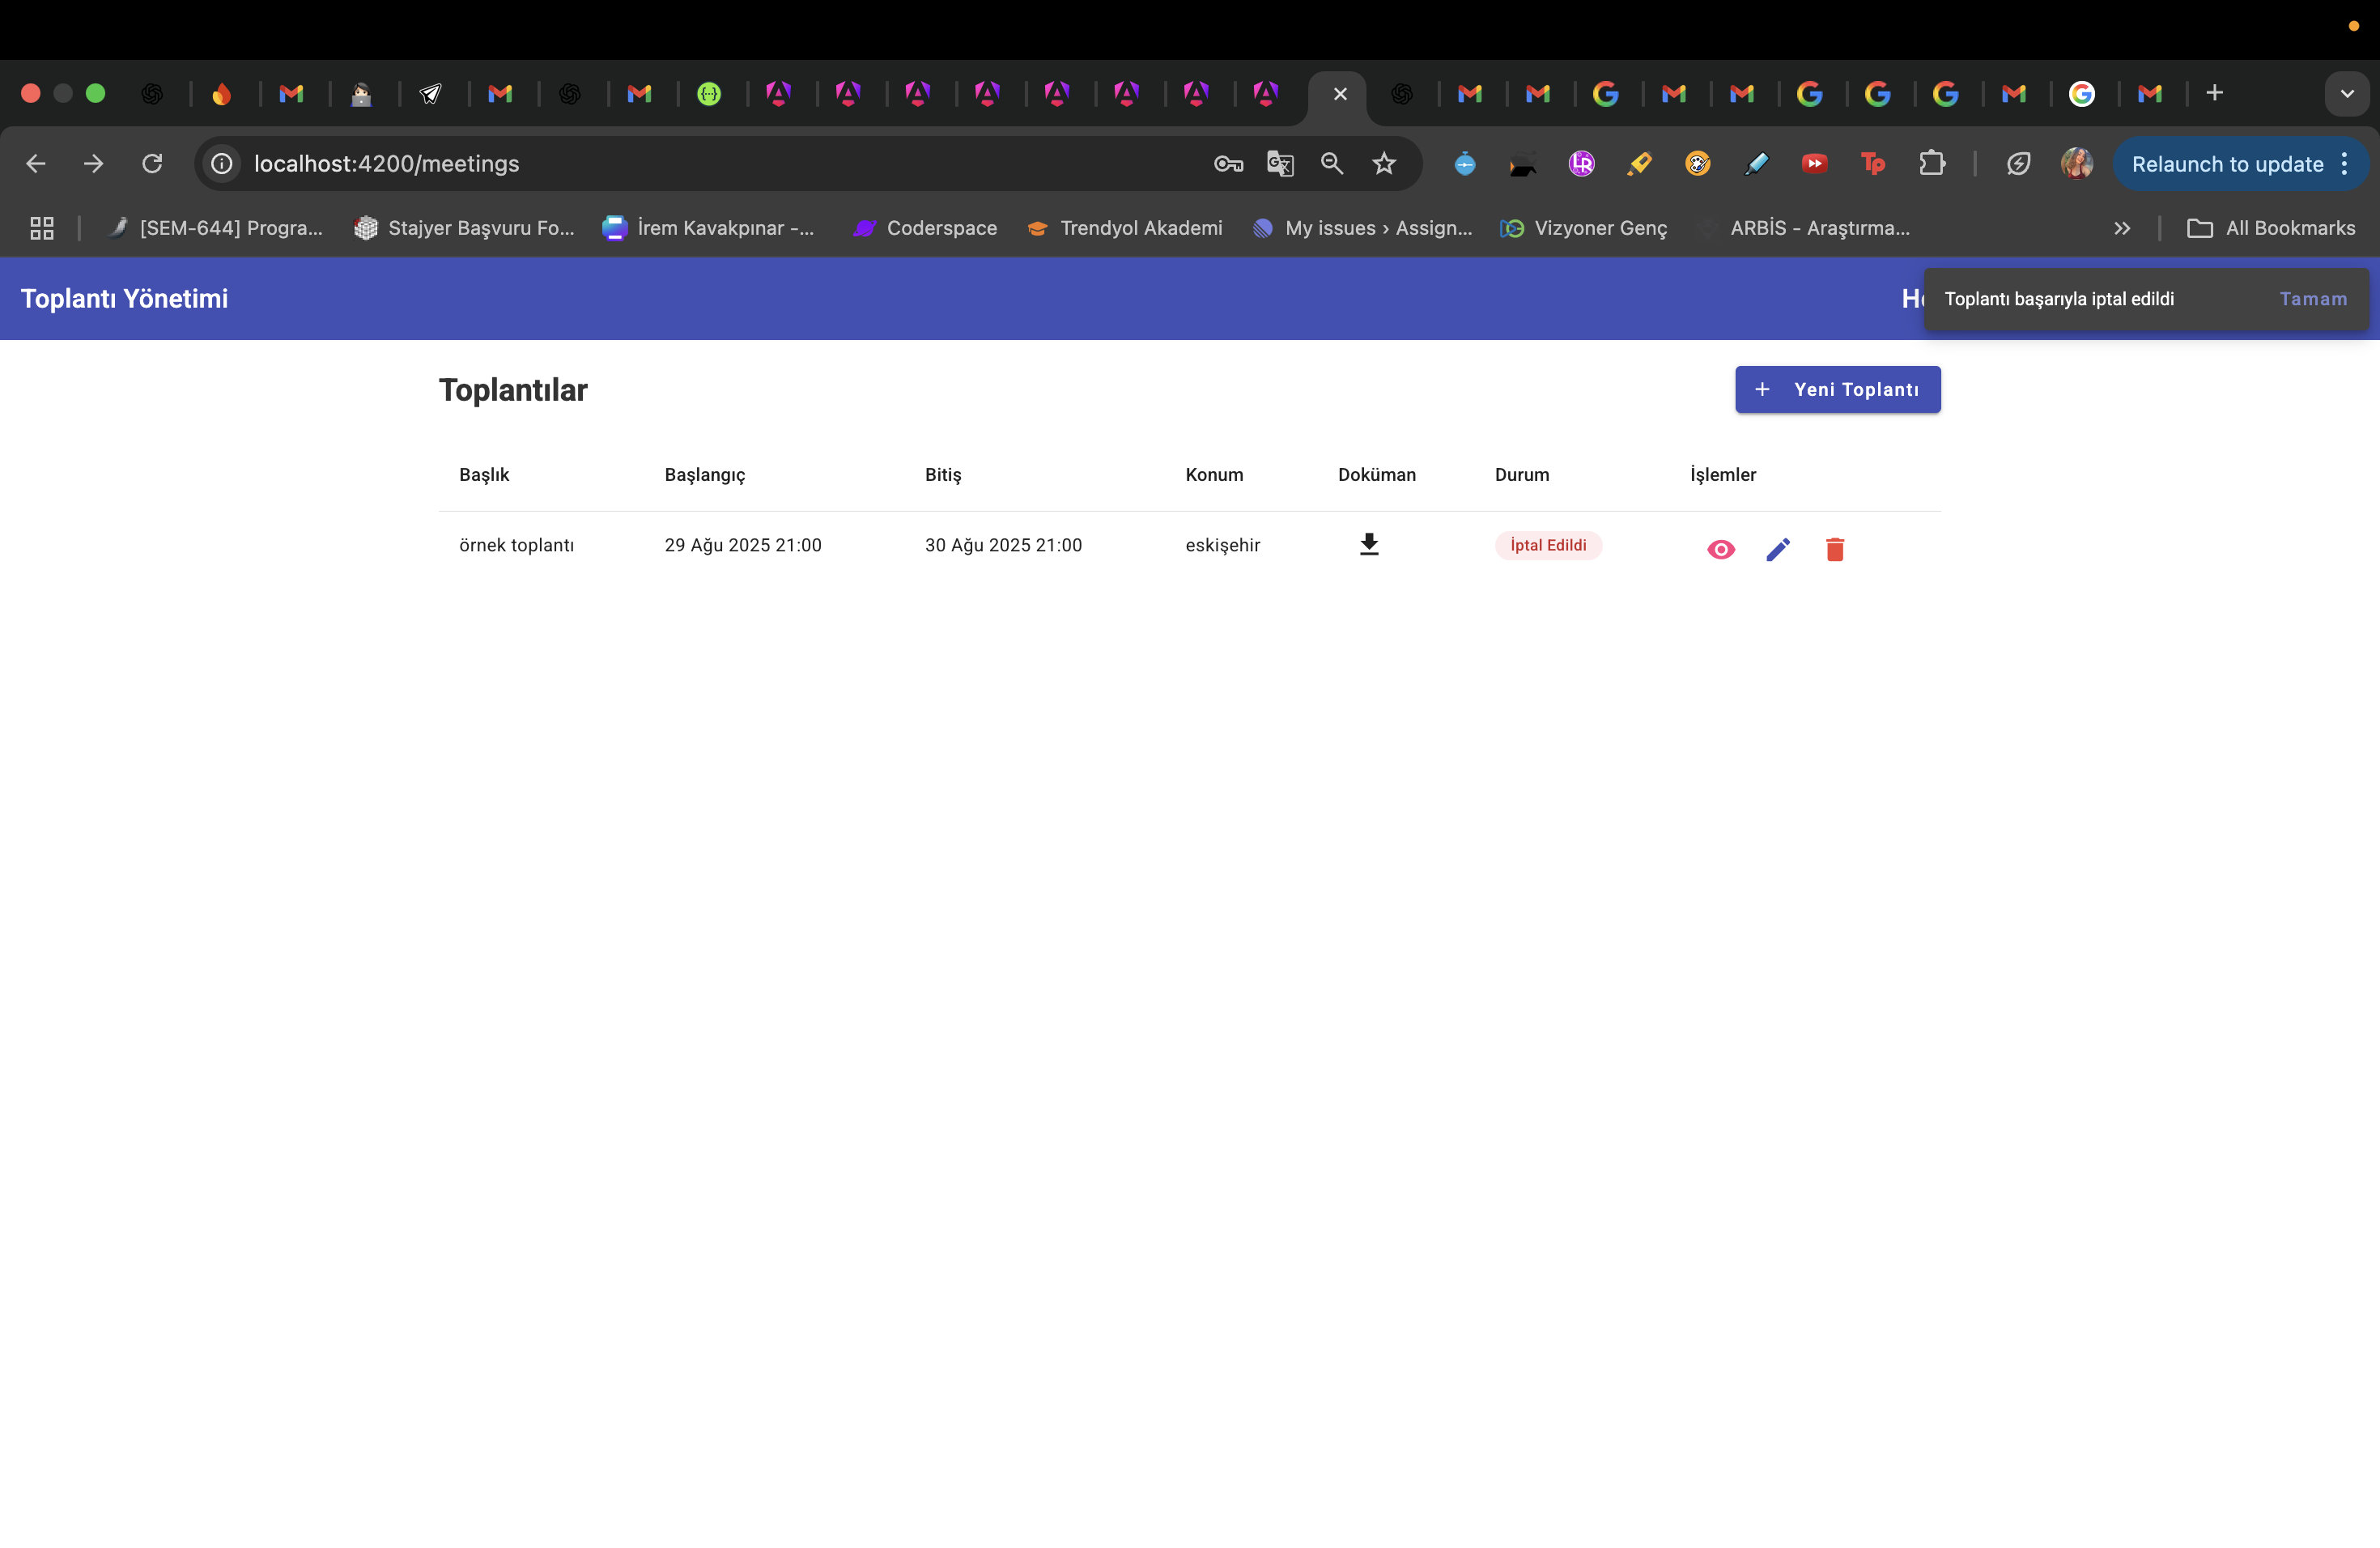 localhost:4200/meetings
Relaunch to update
[SEM-644] Progra...
Stajyer Başvuru Fo...
İrem Kavakpınar -...
Coderspace
Trendyol Akademi
My issues › Assign...
Vizyoner Genç
ARBİS - Araştırma...
All Bookmarks
Toplantı Yönetimi
Toplantı başarıyla iptal edildi
Tamam
Toplantılar
+ Yeni Toplantı
Başlık Başlangıç Bitiş Konum Doküman Durum İşlemler
örnek toplantı 29 Ağu 2025 21:00 30 Ağu 2025 21:00 eskişehir İptal Edildi